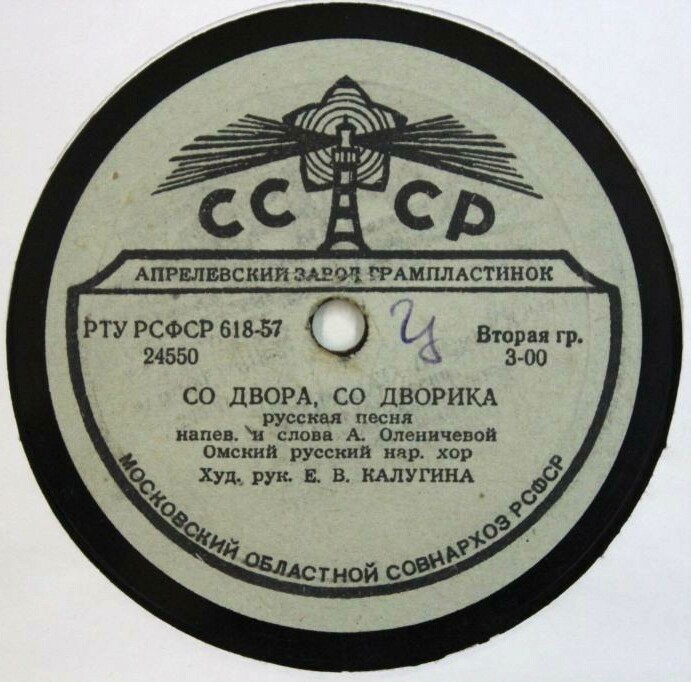 СССР
АПРЕЛЕВСКИЙ ЗАВОД ГРАМПЛАСТИНОК
РТУ РСФСР 618-57
24550
У
Вторая гр.
3-00
СО ДВОРА, СО ДВОРИКА
русская песня
напев. и слова А. Оленичевой
Омский русский нар. хор
Худ. рук. Е. В. КАЛУГИНА
МОСКОВСКИЙ ОБЛАСТНОЙ СОВНАРХОЗ РСФСР